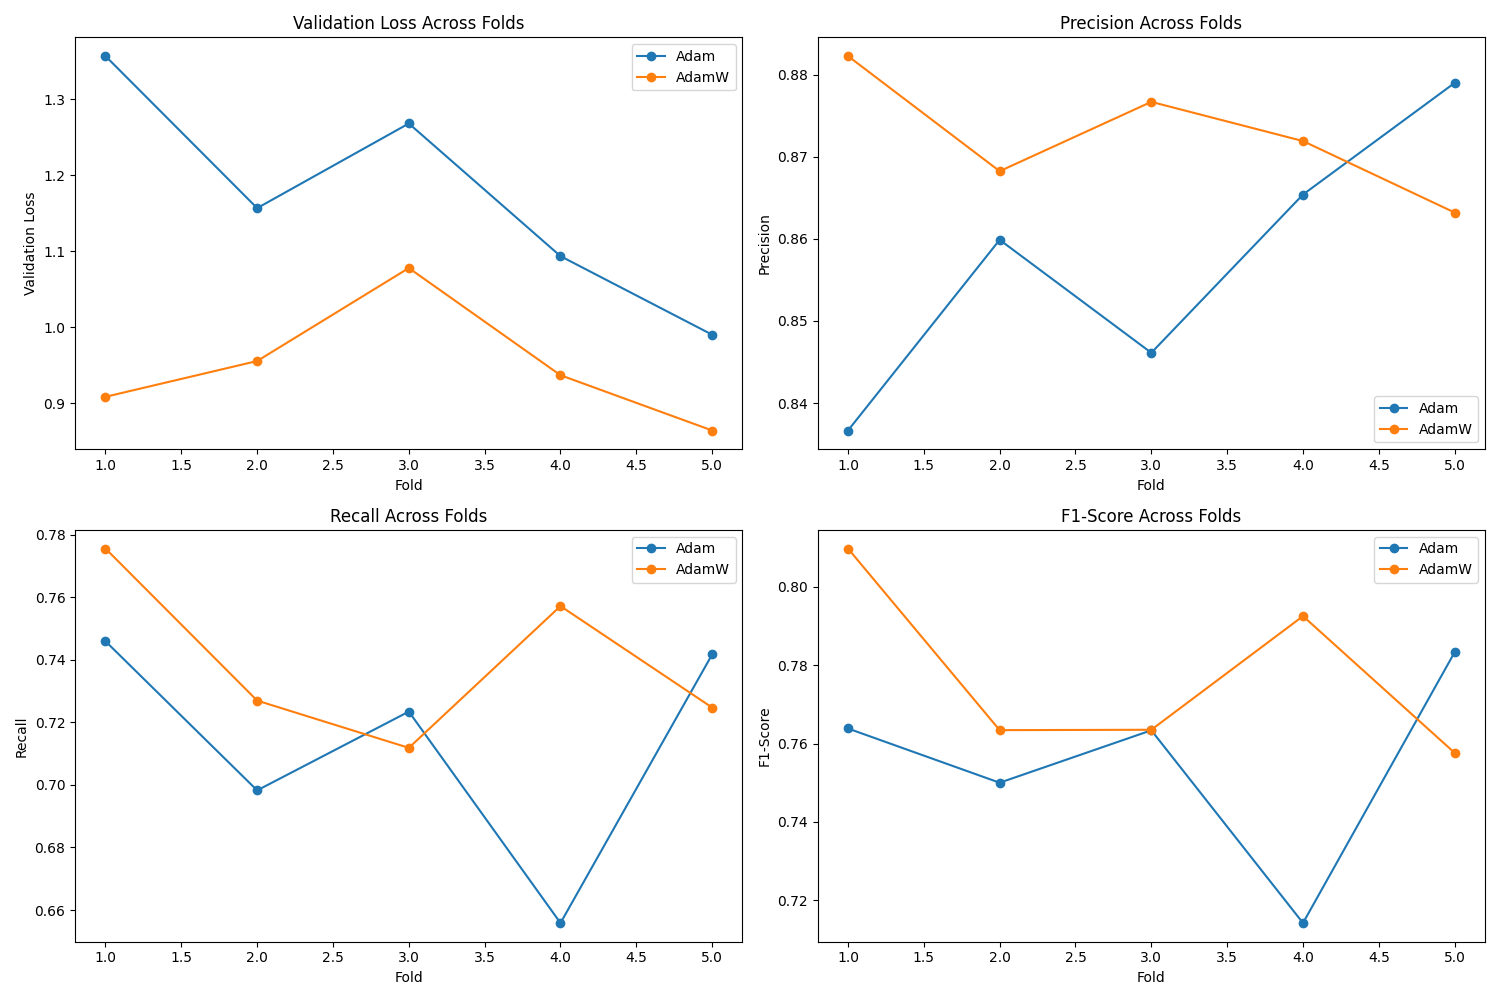 Validation Loss Across Folds
Validation Loss
1.3
1.2
1.1
1.0
0.9
Adam
AdamW
1.0 1.5 2.0 2.5 3.0 3.5 4.0 4.5 5.0
Fold
Precision Across Folds
Precision
0.88
0.87
0.86
0.85
0.84
Adam
AdamW
1.0 1.5 2.0 2.5 3.0 3.5 4.0 4.5 5.0
Fold
Recall Across Folds
Recall
0.78
0.76
0.74
0.72
0.70
0.68
0.66
Adam
AdamW
1.0 1.5 2.0 2.5 3.0 3.5 4.0 4.5 5.0
Fold
F1-Score Across Folds
F1-Score
0.80
0.78
0.76
0.74
0.72
Adam
AdamW
1.0 1.5 2.0 2.5 3.0 3.5 4.0 4.5 5.0
Fold